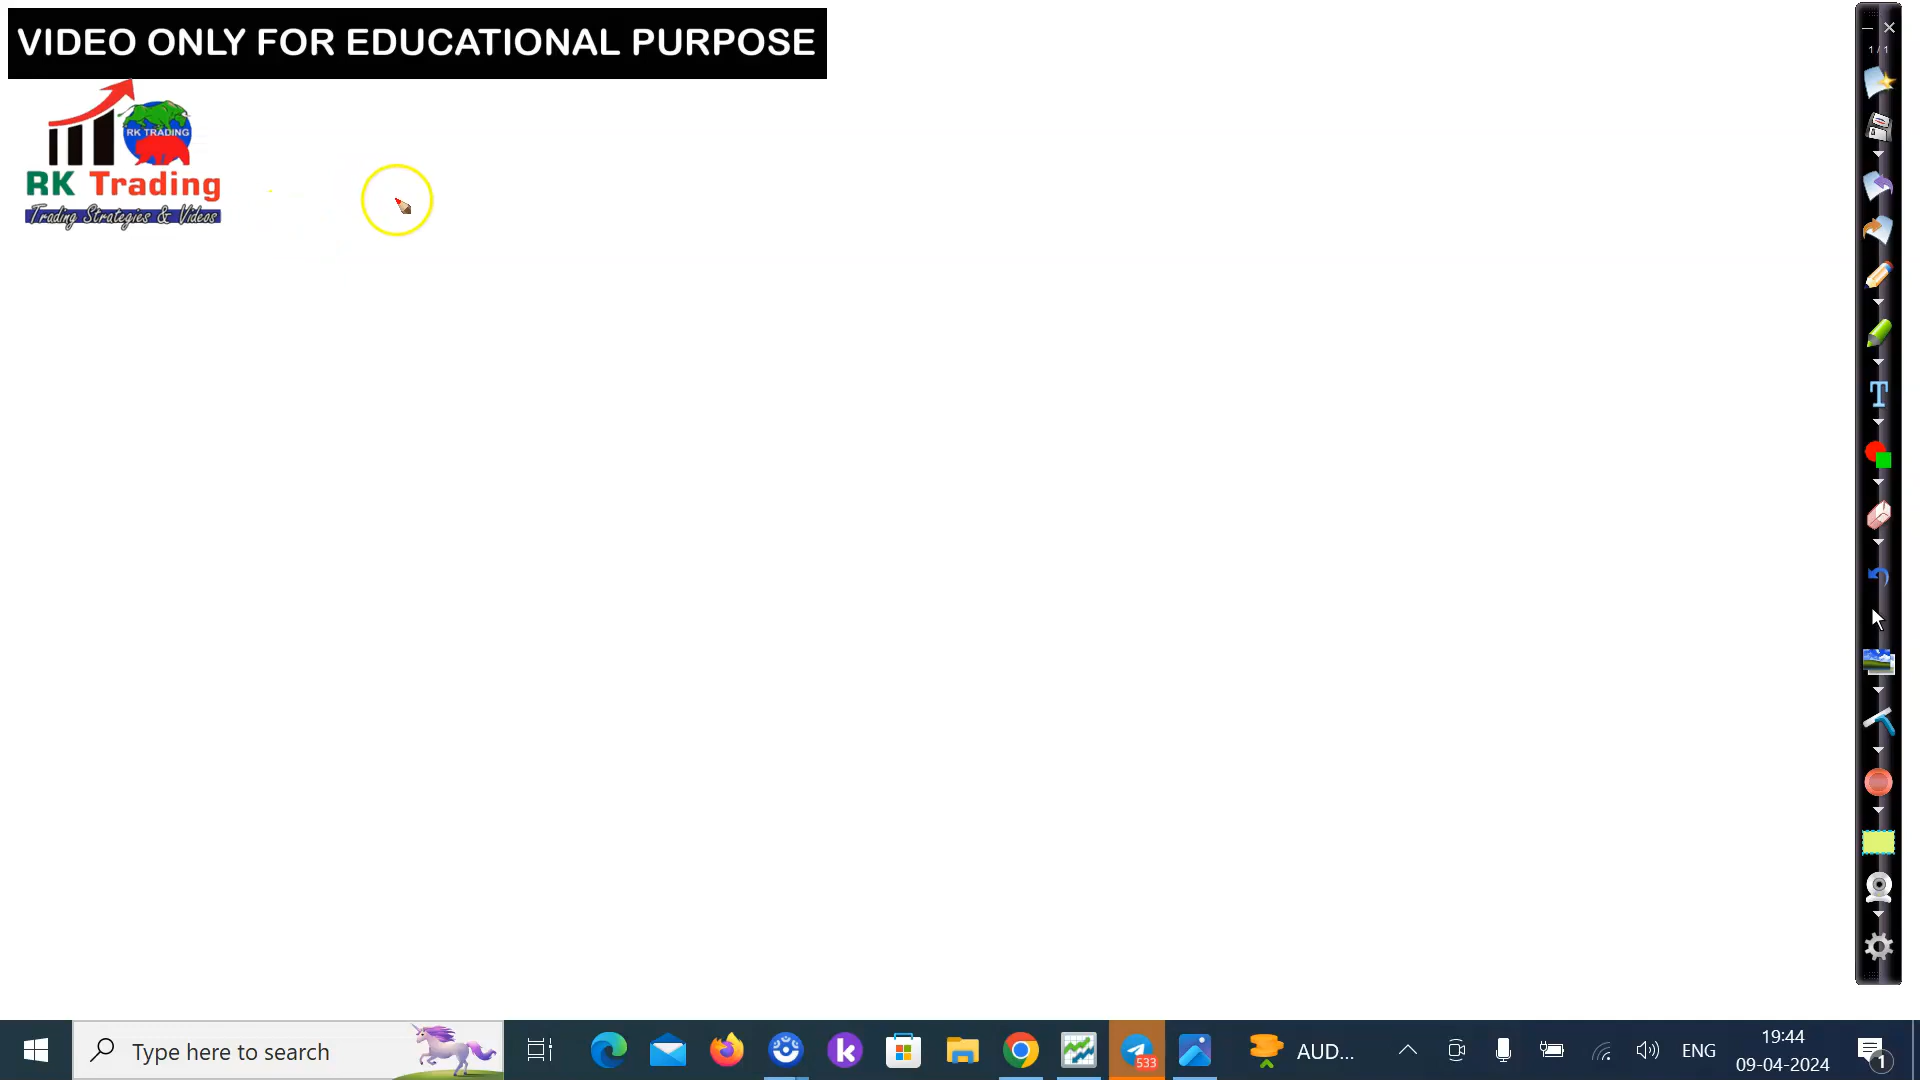 VIDEO ONLY FOR EDUCATIONAL PURPOSE
1/1
RK TRADING
RK Trading
Trading Strategies & Videos
T
k
533
Type here to search
AUD...
ENG
19:44
09-04-2024
1